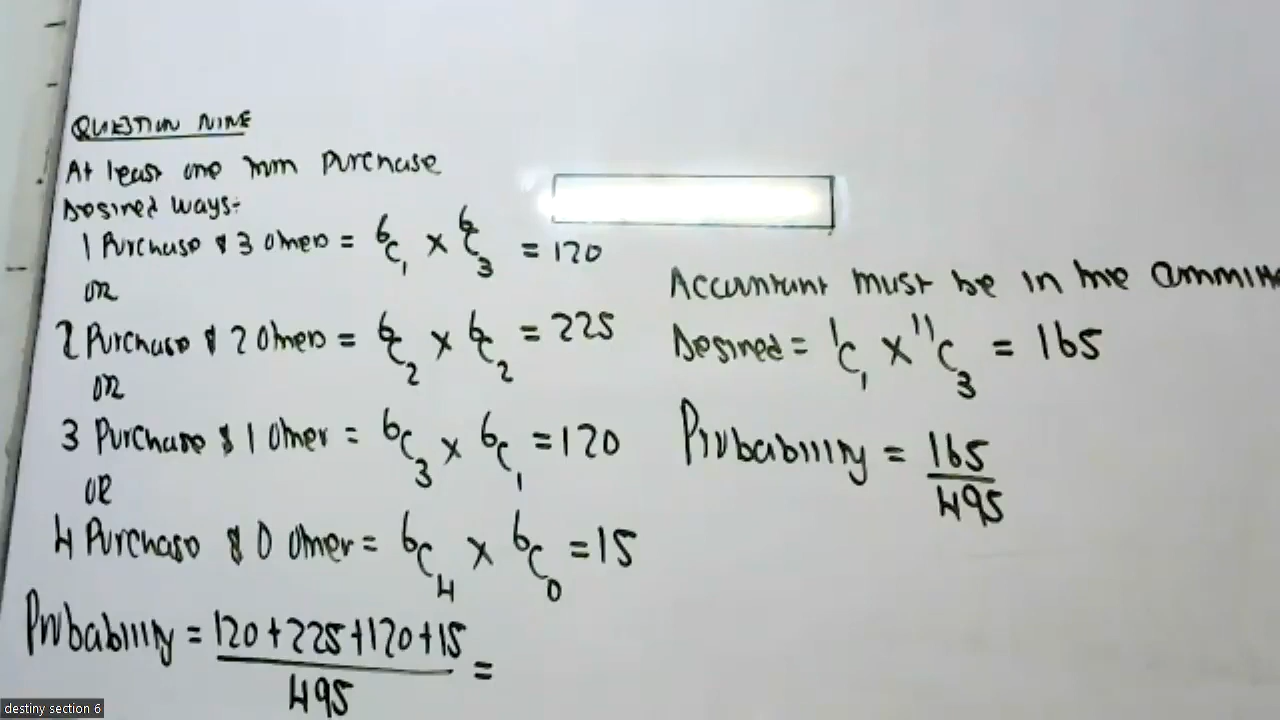 QUESTION NINE
At least one from Purchase
Desired ways:
1 Purchase & 3 Others = ⁶C₁ × ⁶C₃ = 120
OR
2 Purchase & 2 Others = ⁶C₂ × ⁶C₂ = 225
OR
3 Purchase & 1 Other = ⁶C₃ × ⁶C₁ = 120
OR
4 Purchase & 0 Other = ⁶C₄ × ⁶C₀ = 15
Probability = 120+225+120+15 / 495 =
Accountant must be in the Committe
Desired = ¹C₁ × ¹¹C₃ = 165
Probability = 165 / 495
destiny section 6